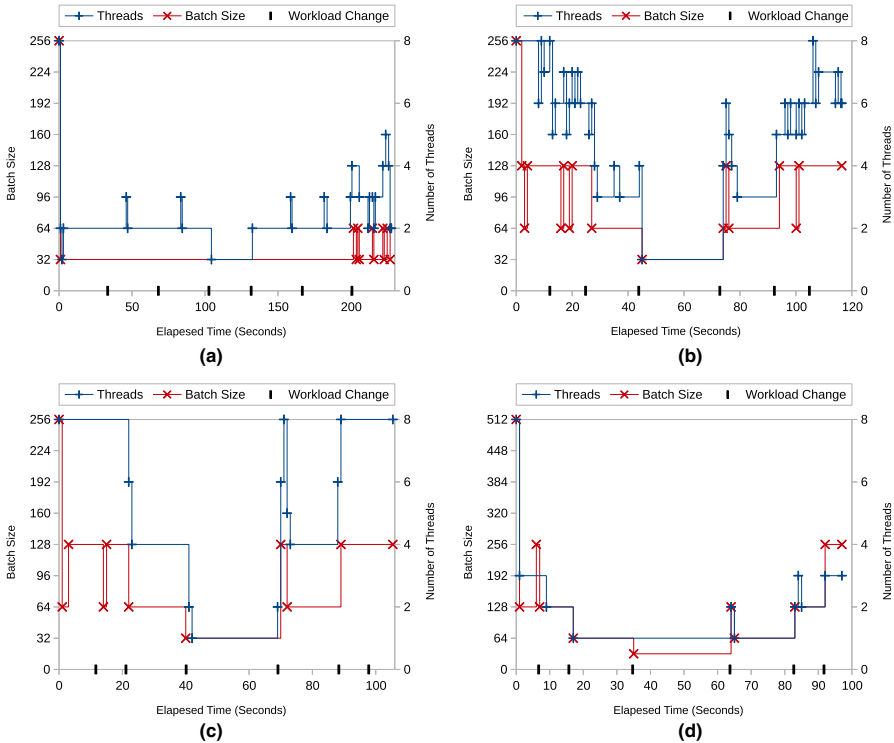 Threads Batch Size Workload Change
256 224 192 160 128 96 64 32 0
Batch Size
8 6 4 2 0
Number of Threads
0 50 100 150 200
Elapesed Time (Seconds)
(a)
Threads Batch Size Workload Change
256 224 192 160 128 96 64 32 0
Batch Size
8 6 4 2 0
Number of Threads
0 20 40 60 80 100 120
Elapesed Time (Seconds)
(b)
Threads Batch Size Workload Change
256 224 192 160 128 96 64 32 0
Batch Size
8 6 4 2 0
Number of Threads
0 20 40 60 80 100
Elapesed Time (Seconds)
(c)
Threads Batch Size Workload Change
512 448 384 320 256 192 128 64 0
Batch Size
8 6 4 2 0
Number of Threads
0 10 20 30 40 50 60 70 80 90 100
Elapesed Time (Seconds)
(d)